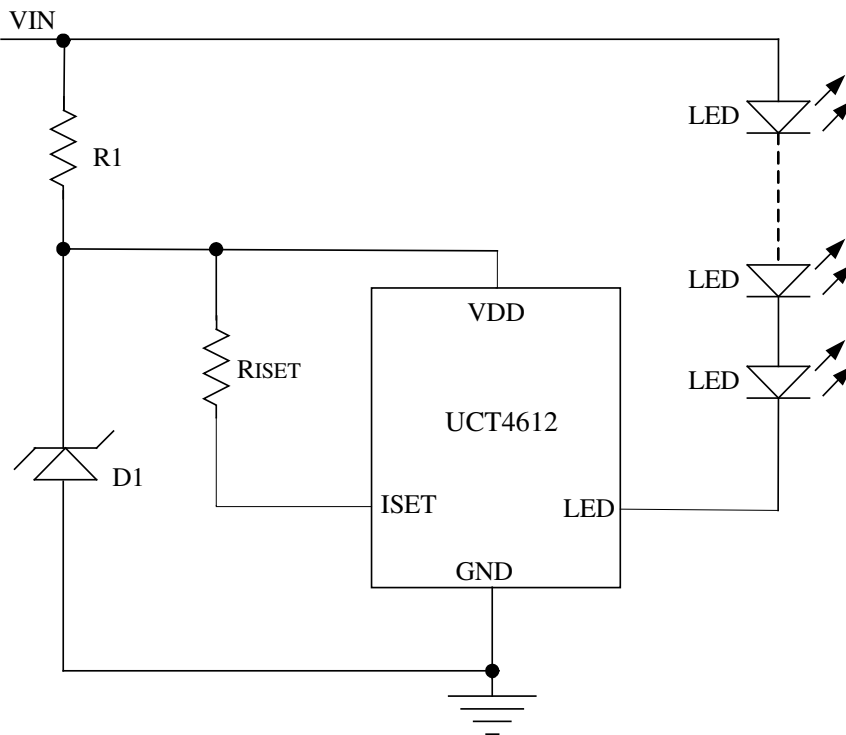 VIN
LED
R1
LED
VDD
RISET
LED
UCT4612
D1
ISET
LED
GND